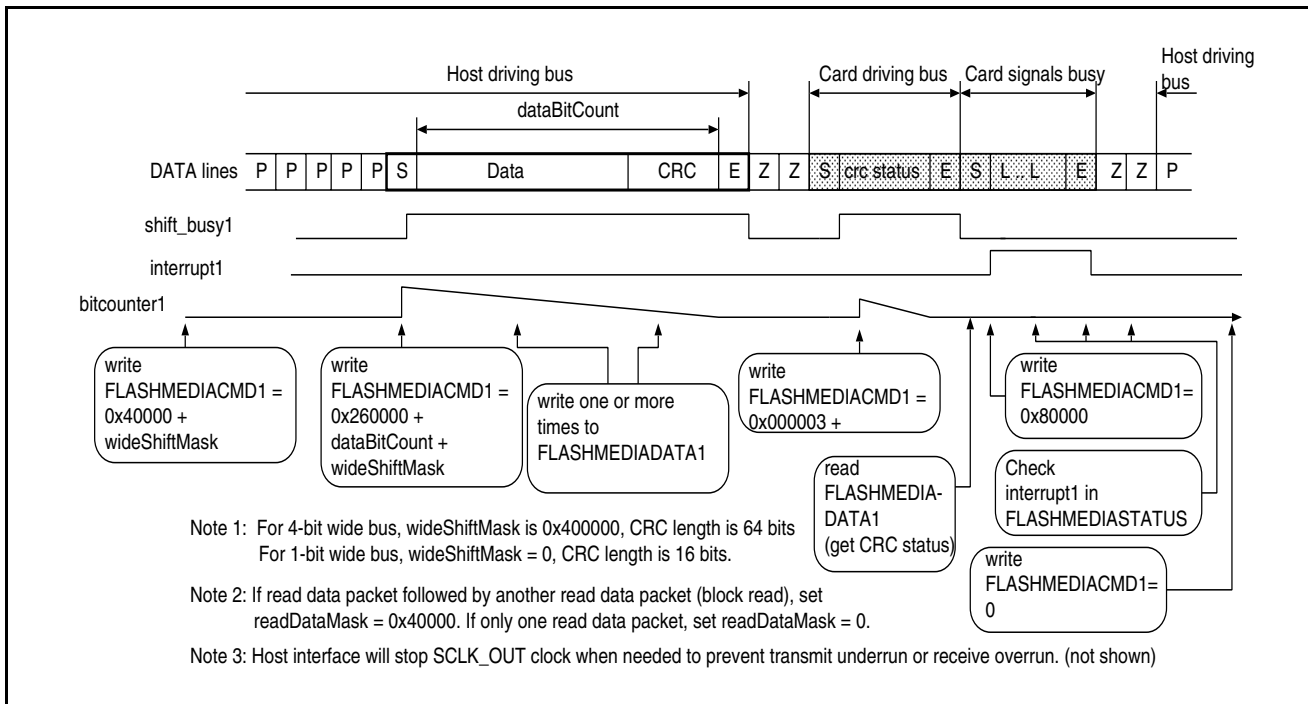 Host driving bus
Card driving bus
Card signals busy
Host driving
bus
dataBitCount
DATA lines P P P P P S Data CRC E Z Z S crc status E S L .. L E Z Z P
shift_busy1
interrupt1
bitcounter1
write
FLASHMEDIACMD1 =
0x40000 +
wideShiftMask
write
FLASHMEDIACMD1 =
0x260000 +
dataBitCount +
wideShiftMask
write one or more
times to
FLASHMEDIADATA1
write
FLASHMEDIACMD1 =
0x000003 +
read
FLASHMEDIA-
DATA1
(get CRC status)
write
FLASHMEDIACMD1=
0x80000
Check
interrupt1 in
FLASHMEDIASTATUS
write
FLASHMEDIACMD1=
0
Note 1: For 4-bit wide bus, wideShiftMask is 0x400000, CRC length is 64 bits
For 1-bit wide bus, wideShiftMask = 0, CRC length is 16 bits.
Note 2: If read data packet followed by another read data packet (block read), set
readDataMask = 0x40000. If only one read data packet, set readDataMask = 0.
Note 3: Host interface will stop SCLK_OUT clock when needed to prevent transmit underrun or receive overrun. (not shown)